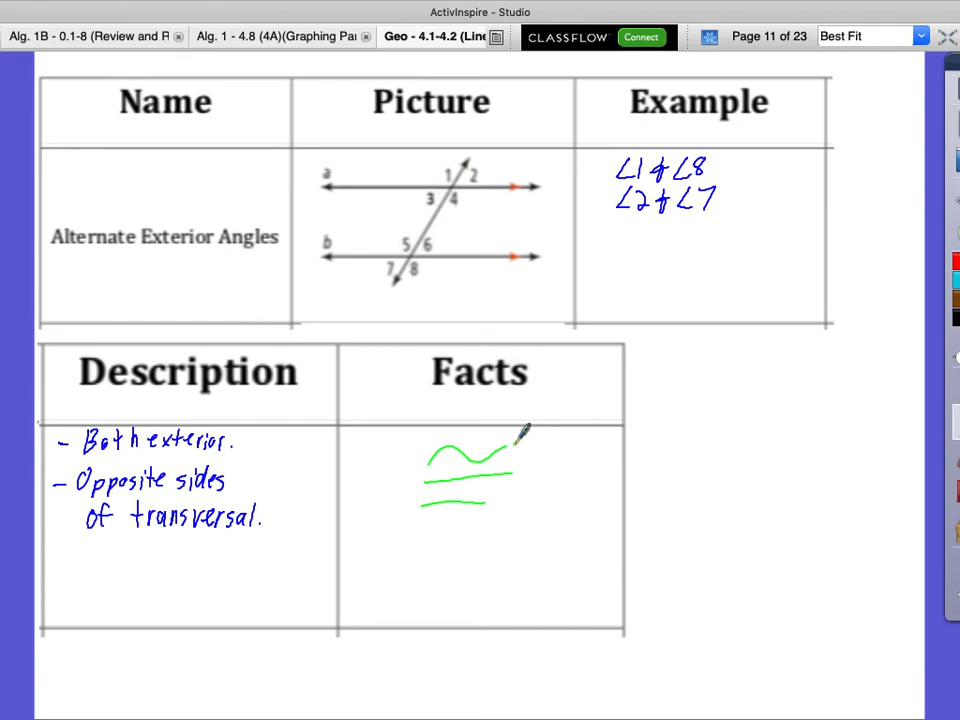 ActivInspire - Studio
Alg. 1B - 0.1-8 (Review and R
Alg. 1 - 4.8 (4A)(Graphing Pa
Geo - 4.1-4.2 (Line
CLASSFLOW Connect
Page 11 of 23
Best Fit
Name Picture Example
Alternate Exterior Angles
a
1 2
3 4
b
5 6
7 8
∠1 & ∠8
∠2 & ∠7
Description Facts
- Both exterior.
- Opposite sides
of transversal.
≅